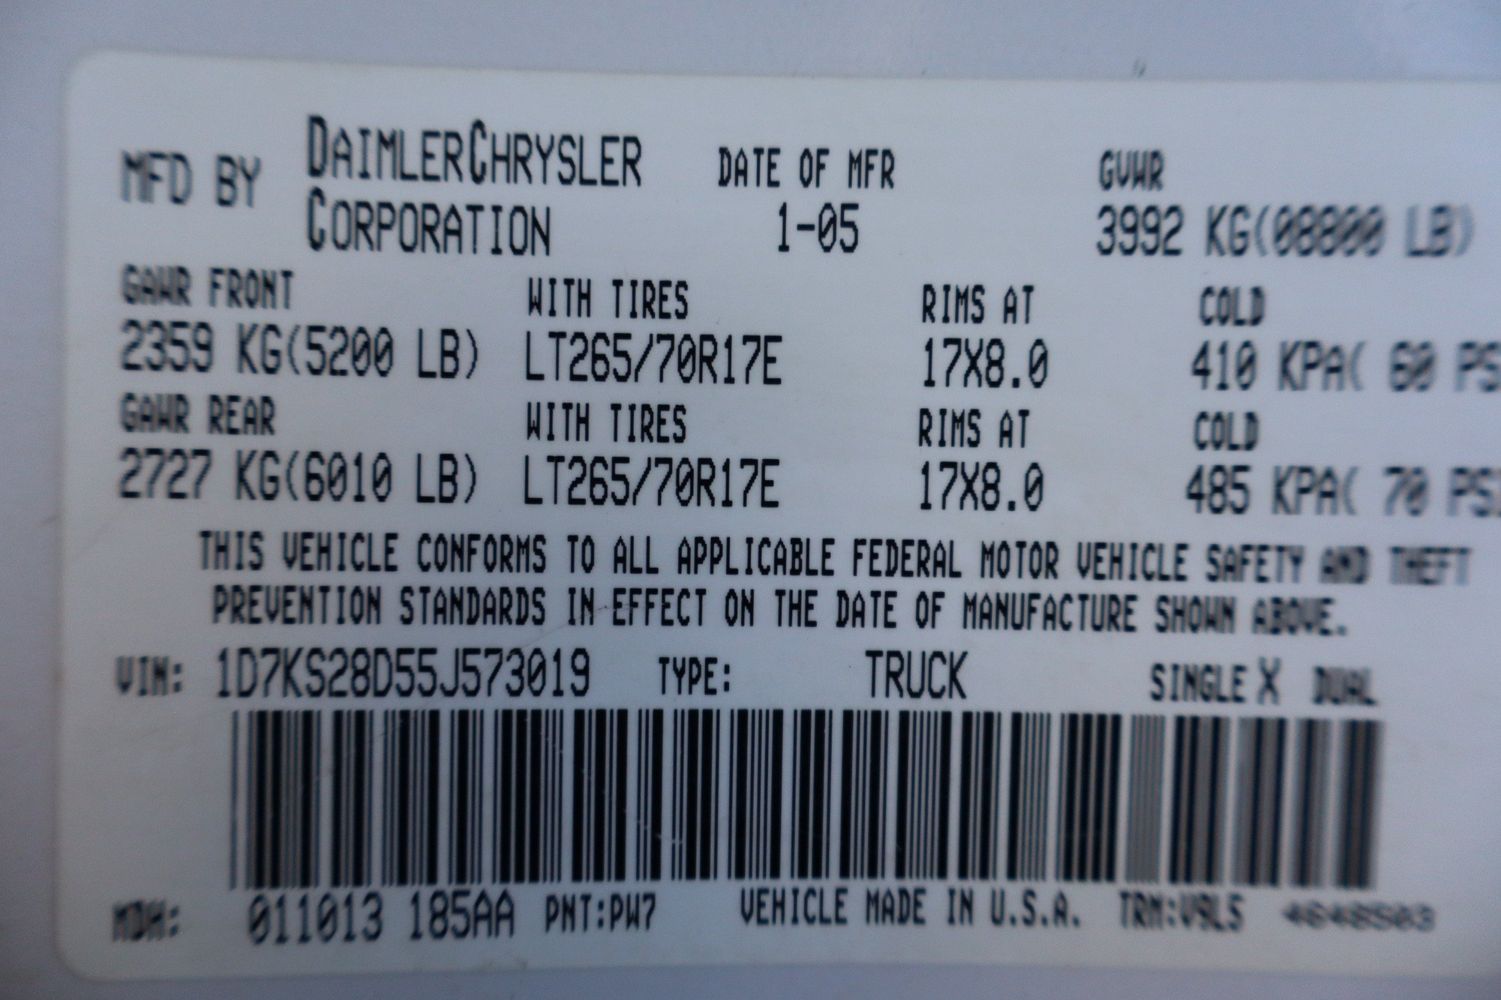 MFD BY DAIMLERCHRYSLER CORPORATION DATE OF MFR 1-05 GVWR 3992 KG(08800 LB)
GAWR FRONT WITH TIRES RIMS AT COLD
2359 KG(5200 LB) LT265/70R17E 17X8.0 410 KPA( 60 PS
GAWR REAR WITH TIRES RIMS AT COLD
2727 KG(6010 LB) LT265/70R17E 17X8.0 485 KPA( 70 PSI
THIS VEHICLE CONFORMS TO ALL APPLICABLE FEDERAL MOTOR VEHICLE SAFETY AND THEFT
PREVENTION STANDARDS IN EFFECT ON THE DATE OF MANUFACTURE SHOWN ABOVE.
VIN: 1D7KS28D55J573019 TYPE: TRUCK SINGLE X DUAL
MDH: 011013 185AA PNT:PW7 VEHICLE MADE IN U.S.A. TRM:V9L5